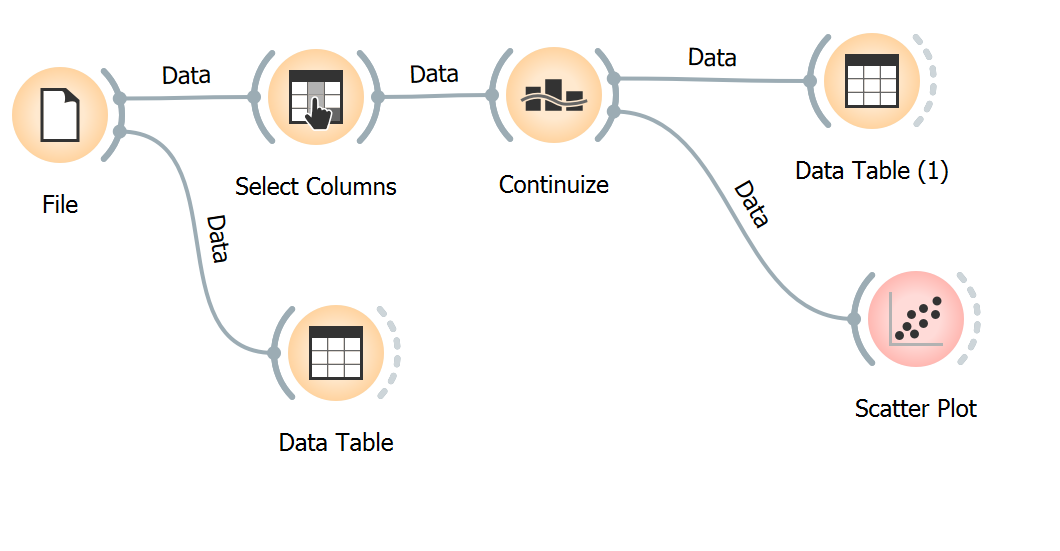 Data
Data
Data
Data Table (1)
File
Select Columns
Continuize
Data
Data
Data Table
Scatter Plot